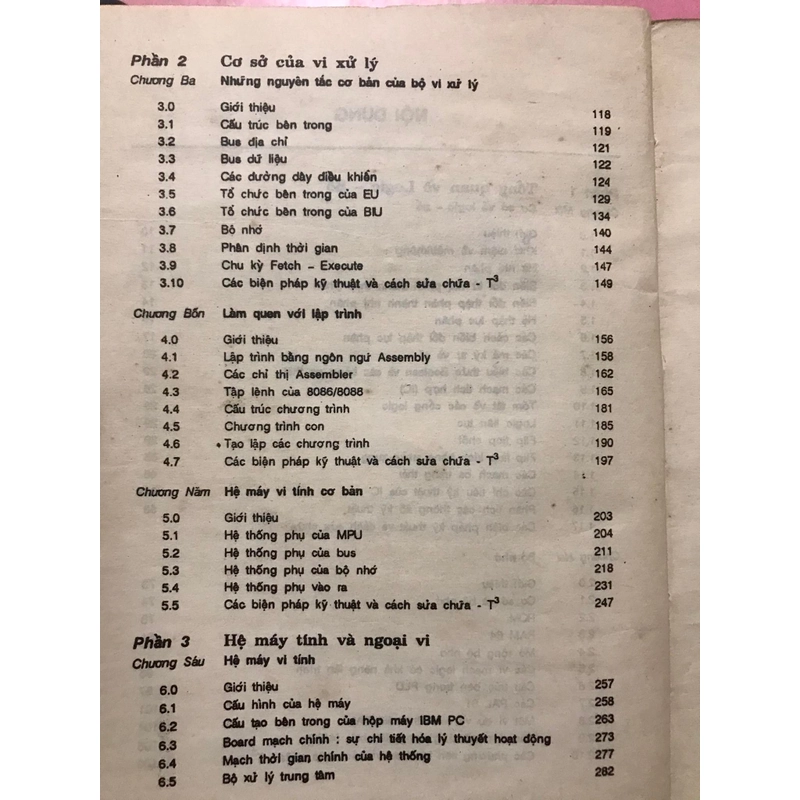 Phần 2 Cơ sở của vi xử lý
Chương Ba Những nguyên tắc cơ bản của bộ vi xử lý
3.0 Giới thiệu 118
3.1 Cấu trúc bên trong 119
3.2 Bus địa chỉ 121
3.3 Bus dữ liệu 122
3.4 Các đường dây điều khiển 124
3.5 Tổ chức bên trong của EU 129
3.6 Tổ chức bên trong của BIU 134
3.7 Bộ nhớ 140
3.8 Phân định thời gian 144
3.9 Chu kỳ Fetch – Execute 147
3.10 Các biện pháp kỹ thuật và cách sửa chữa - T³ 149
Chương Bốn Làm quen với lập trình
4.0 Giới thiệu 156
4.1 Lập trình bằng ngôn ngữ Assembly 158
4.2 Các chỉ thị Assembler 162
4.3 Tập lệnh của 8086/8088 165
4.4 Cấu trúc chương trình 181
4.5 Chương trình con 185
4.6 Tạo lập các chương trình 190
4.7 Các biện pháp kỹ thuật và cách sửa chữa - T³ 197
Chương Năm Hệ máy vi tính cơ bản
5.0 Giới thiệu 203
5.1 Hệ thống phụ của MPU 204
5.2 Hệ thống phụ của bus 211
5.3 Hệ thống phụ của bộ nhớ 218
5.4 Hệ thống phụ vào ra 231
5.5 Các biện pháp kỹ thuật và cách sửa chữa - T³ 247
Phần 3 Hệ máy tính và ngoại vi
Chương Sáu Hệ máy vi tính
6.0 Giới thiệu 257
6.1 Cấu hình của hệ máy 258
6.2 Cấu tạo bên trong của hộp máy IBM PC 263
6.3 Board mạch chính : sự chi tiết hóa lý thuyết hoạt động 273
6.4 Mạch thời gian chính của hệ thống 277
6.5 Bộ xử lý trung tâm 282